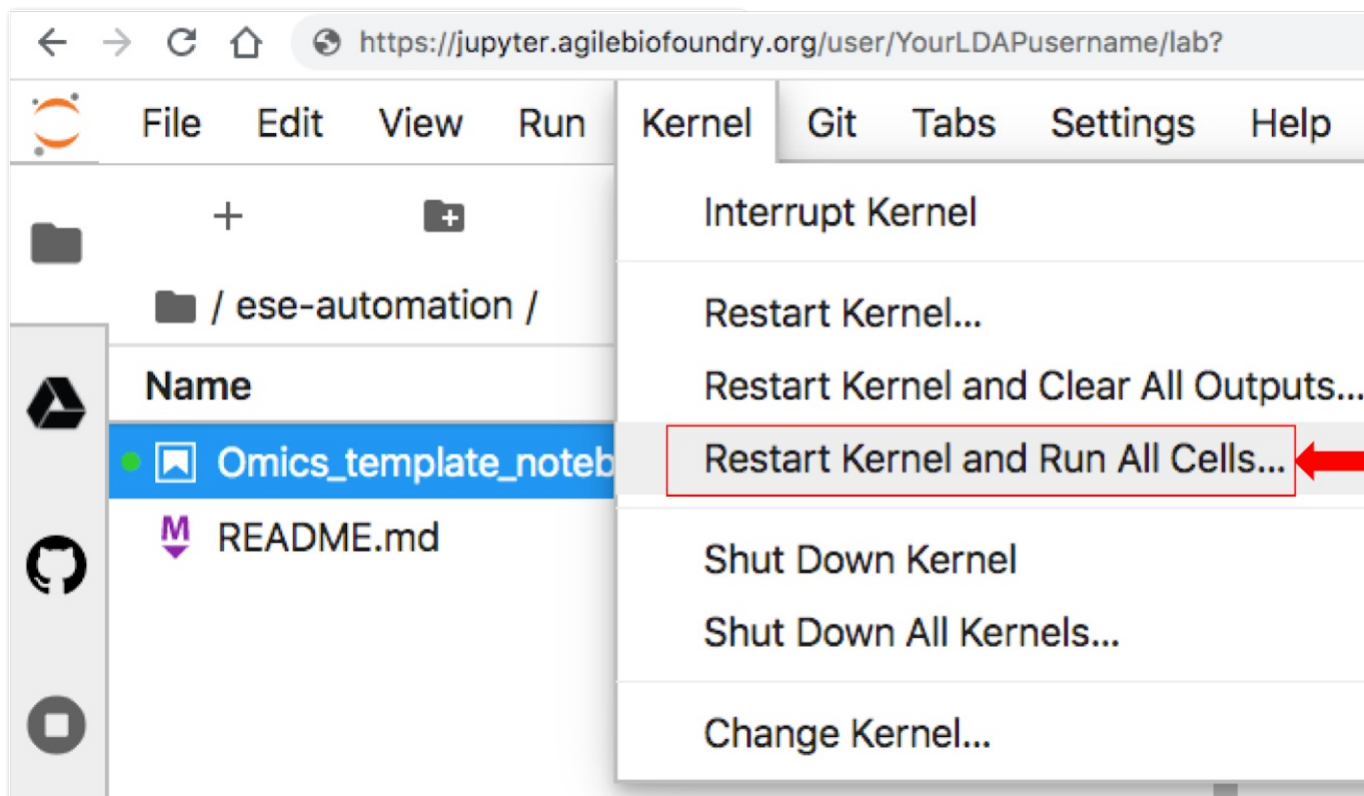 https://jupyter.agilebiofoundry.org/user/YourLDAPusername/lab?
File Edit View Run Kernel Git Tabs Settings Help
/ ese-automation /
Name
Omics_template_noteb
README.md
Interrupt Kernel
Restart Kernel...
Restart Kernel and Clear All Outputs...
Restart Kernel and Run All Cells...
Shut Down Kernel
Shut Down All Kernels...
Change Kernel...